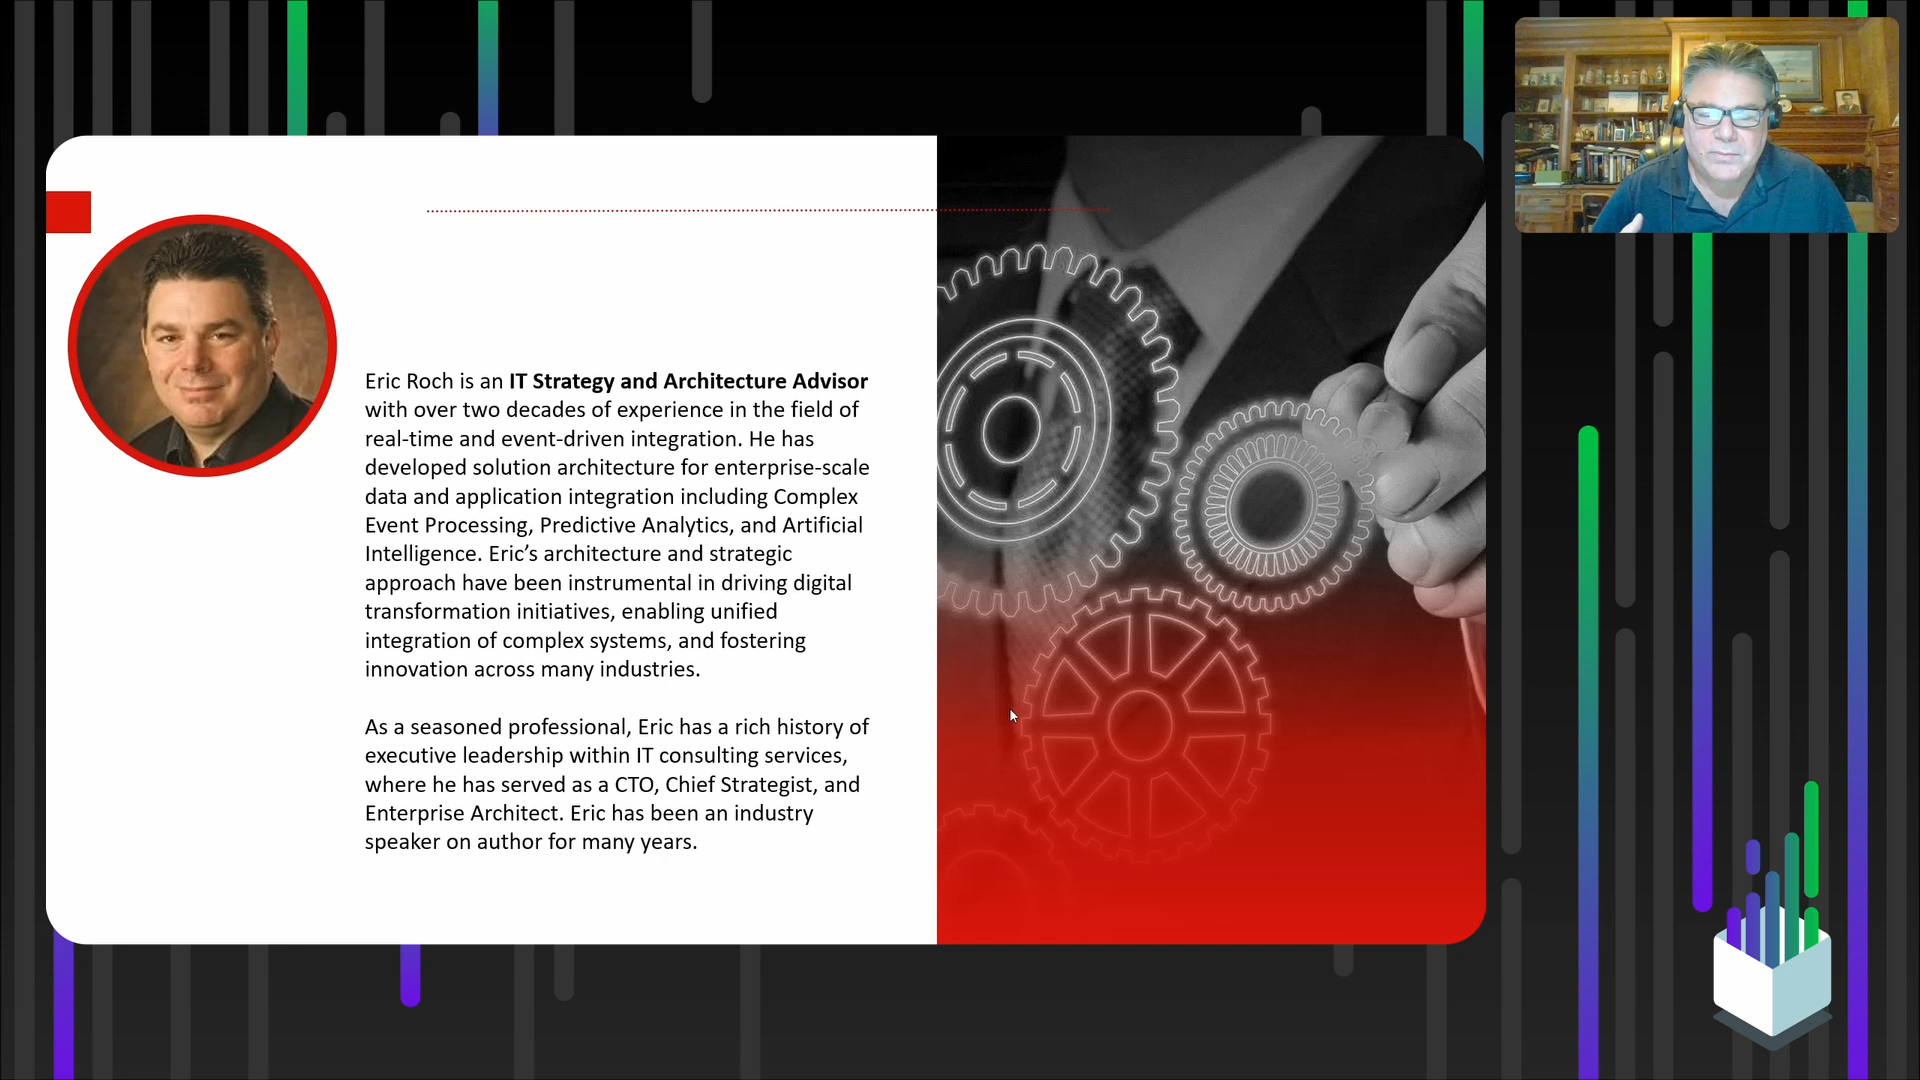 Eric Roch is an IT Strategy and Architecture Advisor
with over two decades of experience in the field of
real-time and event-driven integration. He has
developed solution architecture for enterprise-scale
data and application integration including Complex
Event Processing, Predictive Analytics, and Artificial
Intelligence. Eric’s architecture and strategic
approach have been instrumental in driving digital
transformation initiatives, enabling unified
integration of complex systems, and fostering
innovation across many industries.
As a seasoned professional, Eric has a rich history of
executive leadership within IT consulting services,
where he has served as a CTO, Chief Strategist, and
Enterprise Architect. Eric has been an industry
speaker on author for many years.